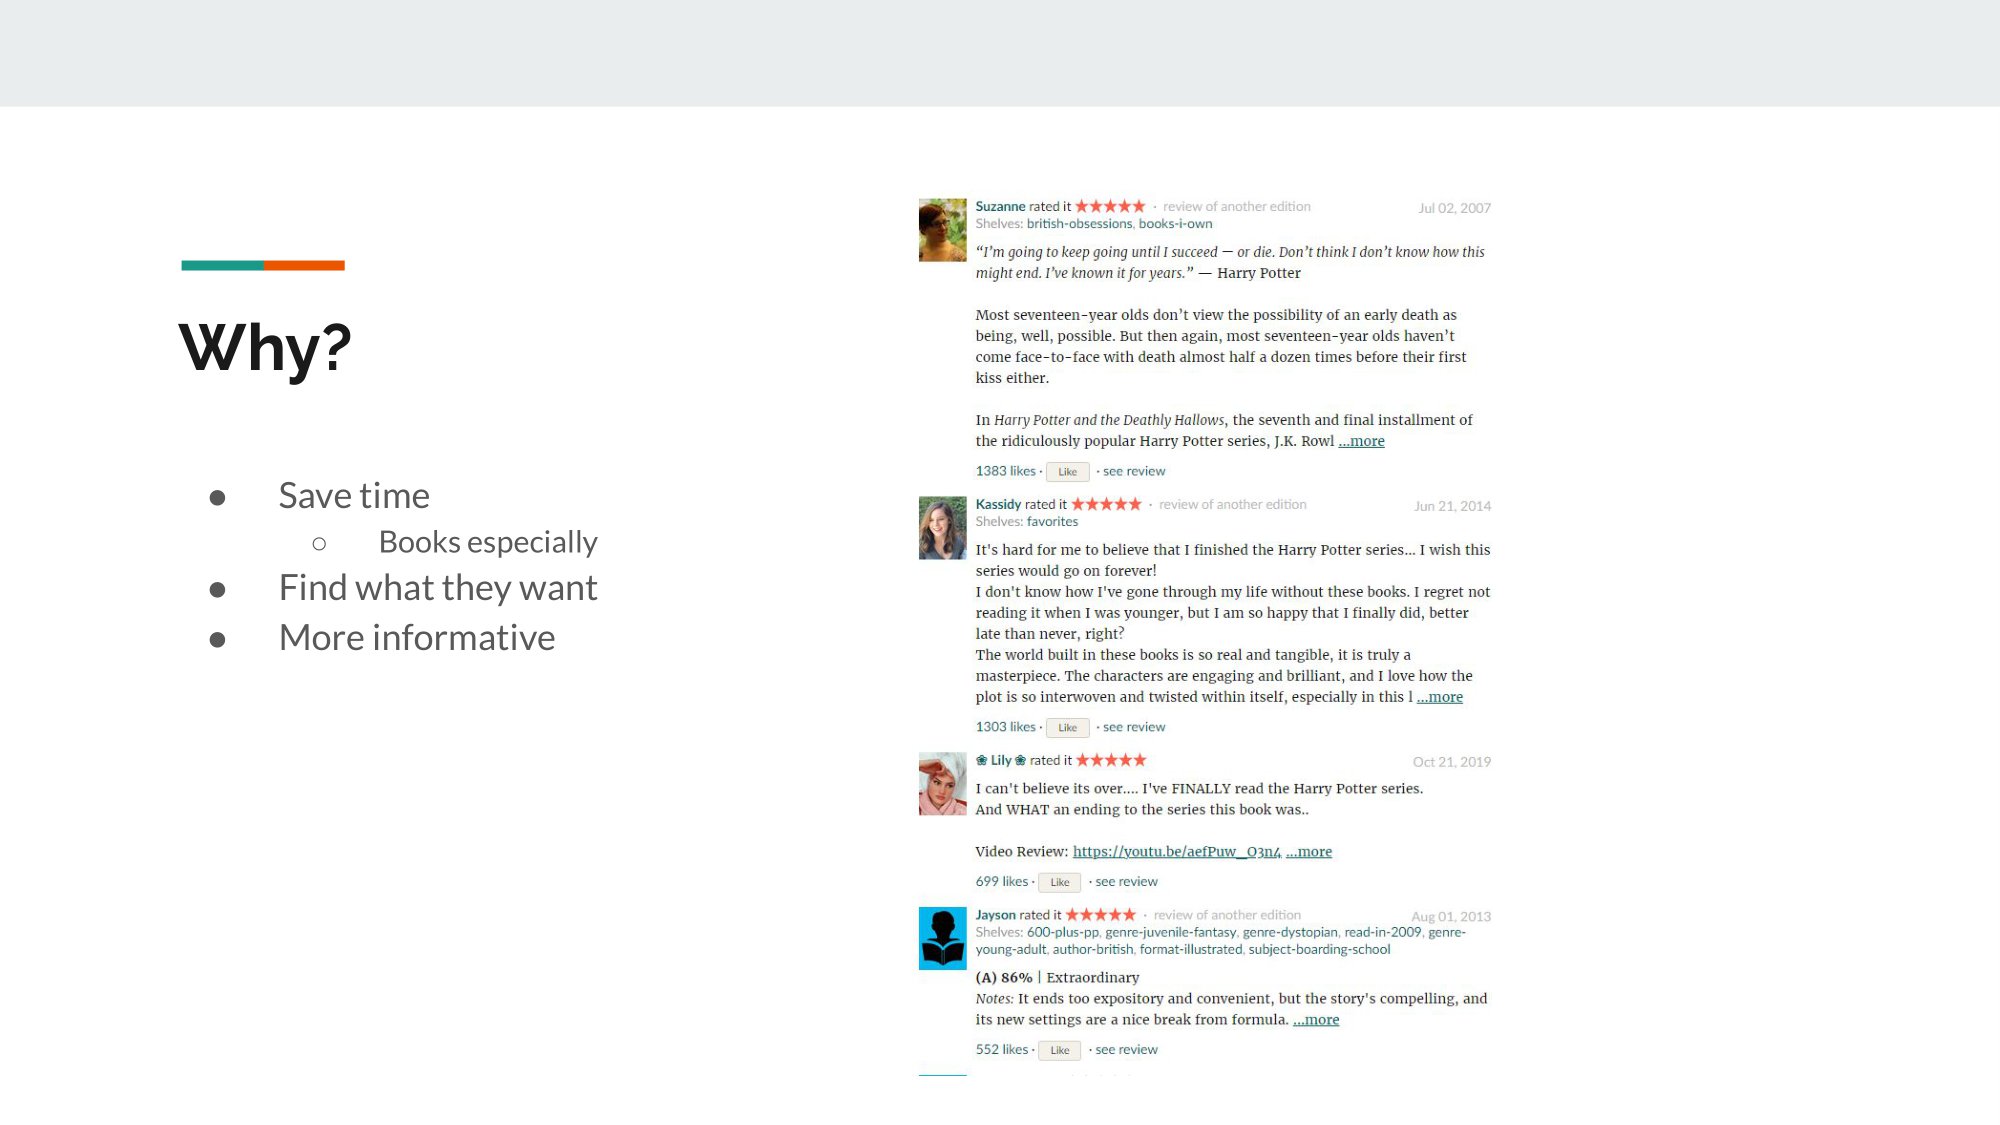 Why?
● Save time
○ Books especially
● Find what they want
● More informative
Suzanne rated it ★★★★★ · review of another edition Jul 02, 2007
Shelves: british-obsessions, books-i-own
“I’m going to keep going until I succeed — or die. Don’t think I don’t know how this
might end. I’ve known it for years.” — Harry Potter
Most seventeen-year olds don’t view the possibility of an early death as
being, well, possible. But then again, most seventeen-year olds haven’t
come face-to-face with death almost half a dozen times before their first
kiss either.
In Harry Potter and the Deathly Hallows, the seventh and final installment of
the ridiculously popular Harry Potter series, J.K. Rowl ...more
1383 likes · Like · see review
Kassidy rated it ★★★★★ · review of another edition Jun 21, 2014
Shelves: favorites
It's hard for me to believe that I finished the Harry Potter series... I wish this
series would go on forever!
I don't know how I've gone through my life without these books. I regret not
reading it when I was younger, but I am so happy that I finally did, better
late than never, right?
The world built in these books is so real and tangible, it is truly a
masterpiece. The characters are engaging and brilliant, and I love how the
plot is so interwoven and twisted within itself, especially in this l ...more
1303 likes · Like · see review
❀ Lily ❀ rated it ★★★★★ Oct 21, 2019
I can't believe its over.... I've FINALLY read the Harry Potter series.
And WHAT an ending to the series this book was..
Video Review: https://youtu.be/aefPuw__O3n4 ...more
699 likes · Like · see review
Jayson rated it ★★★★★ · review of another edition Aug 01, 2013
Shelves: 600-plus-pp, genre-juvenile-fantasy, genre-dystopian, read-in-2009, genre-
young-adult, author-british, format-illustrated, subject-boarding-school
(A) 86% | Extraordinary
Notes: It ends too expository and convenient, but the story's compelling, and
its new settings are a nice break from formula. ...more
552 likes · Like · see review